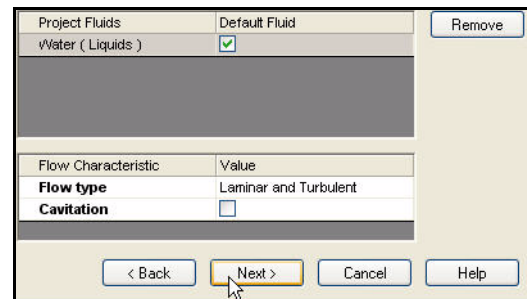 Project Fluids Default Fluid Remove
Water ( Liquids )
Flow Characteristic Value
Flow type Laminar and Turbulent
Cavitation
< Back Next > Cancel Help